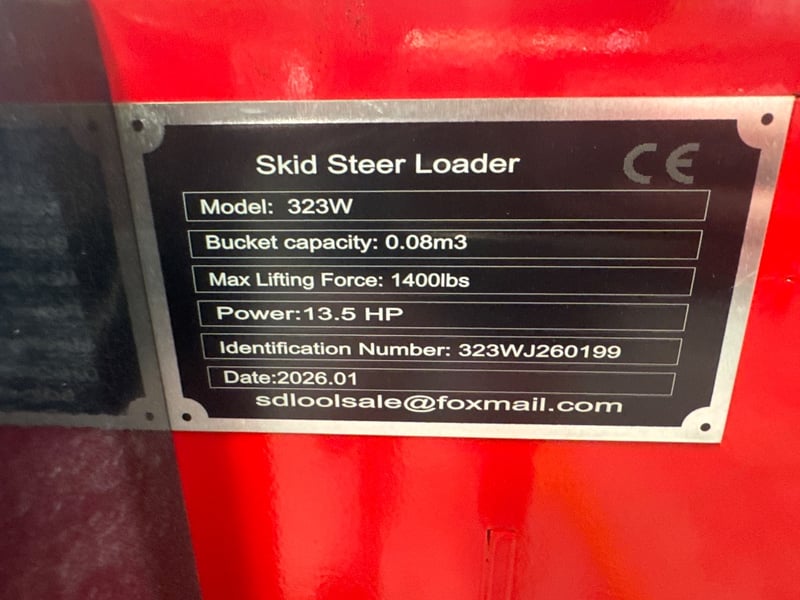 Skid Steer Loader CE
Model: 323W
Bucket capacity: 0.08m3
Max Lifting Force: 1400lbs
Power:13.5 HP
Identification Number: 323WJ260199
Date:2026.01
sdloolsale@foxmail.com